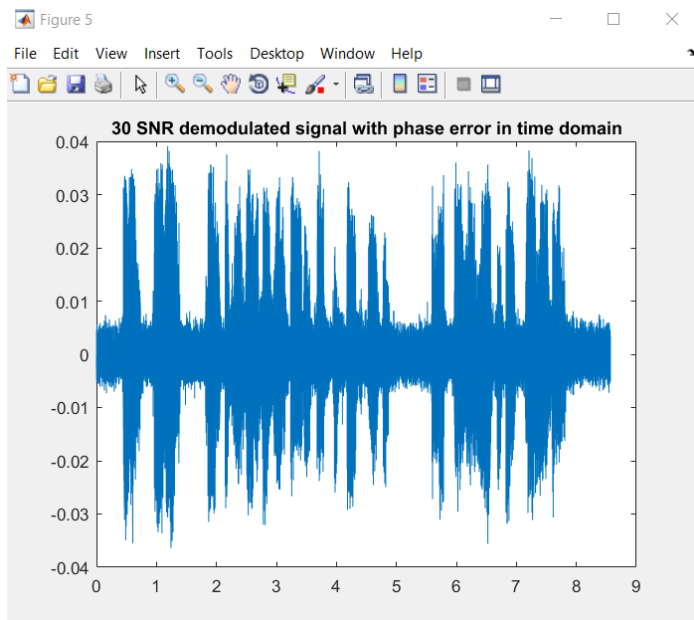 Figure 5
File Edit View Insert Tools Desktop Window Help
30 SNR demodulated signal with phase error in time domain
0.04
0.03
0.02
0.01
0
-0.01
-0.02
-0.03
-0.04
0 1 2 3 4 5 6 7 8 9